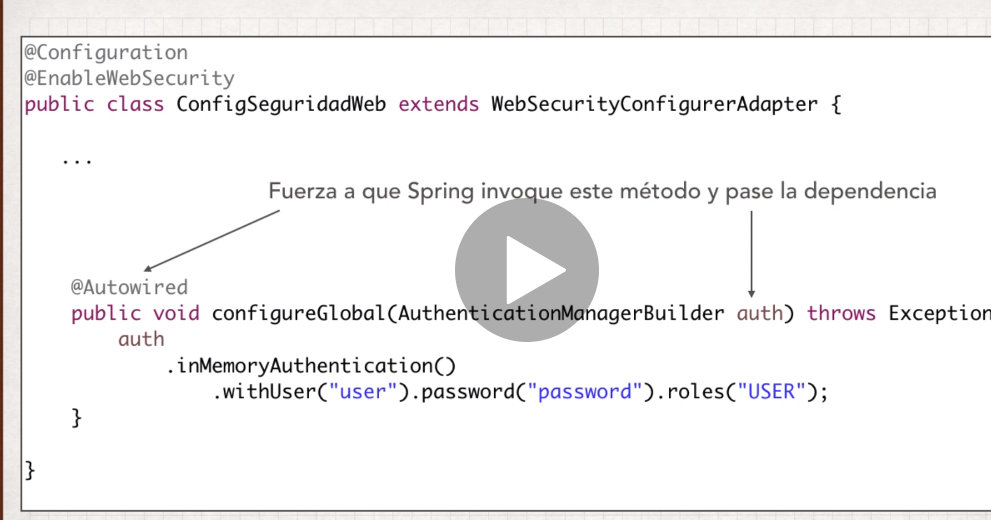 @Configuration
@EnableWebSecurity
public class ConfigSeguridadWeb extends WebSecurityConfigurerAdapter {
...
Fuerza a que Spring invoque este método y pase la dependencia
@Autowired
public void configureGlobal(AuthenticationManagerBuilder auth) throws Exception
auth
.inMemoryAuthentication()
.withUser("user").password("password").roles("USER");
}
}